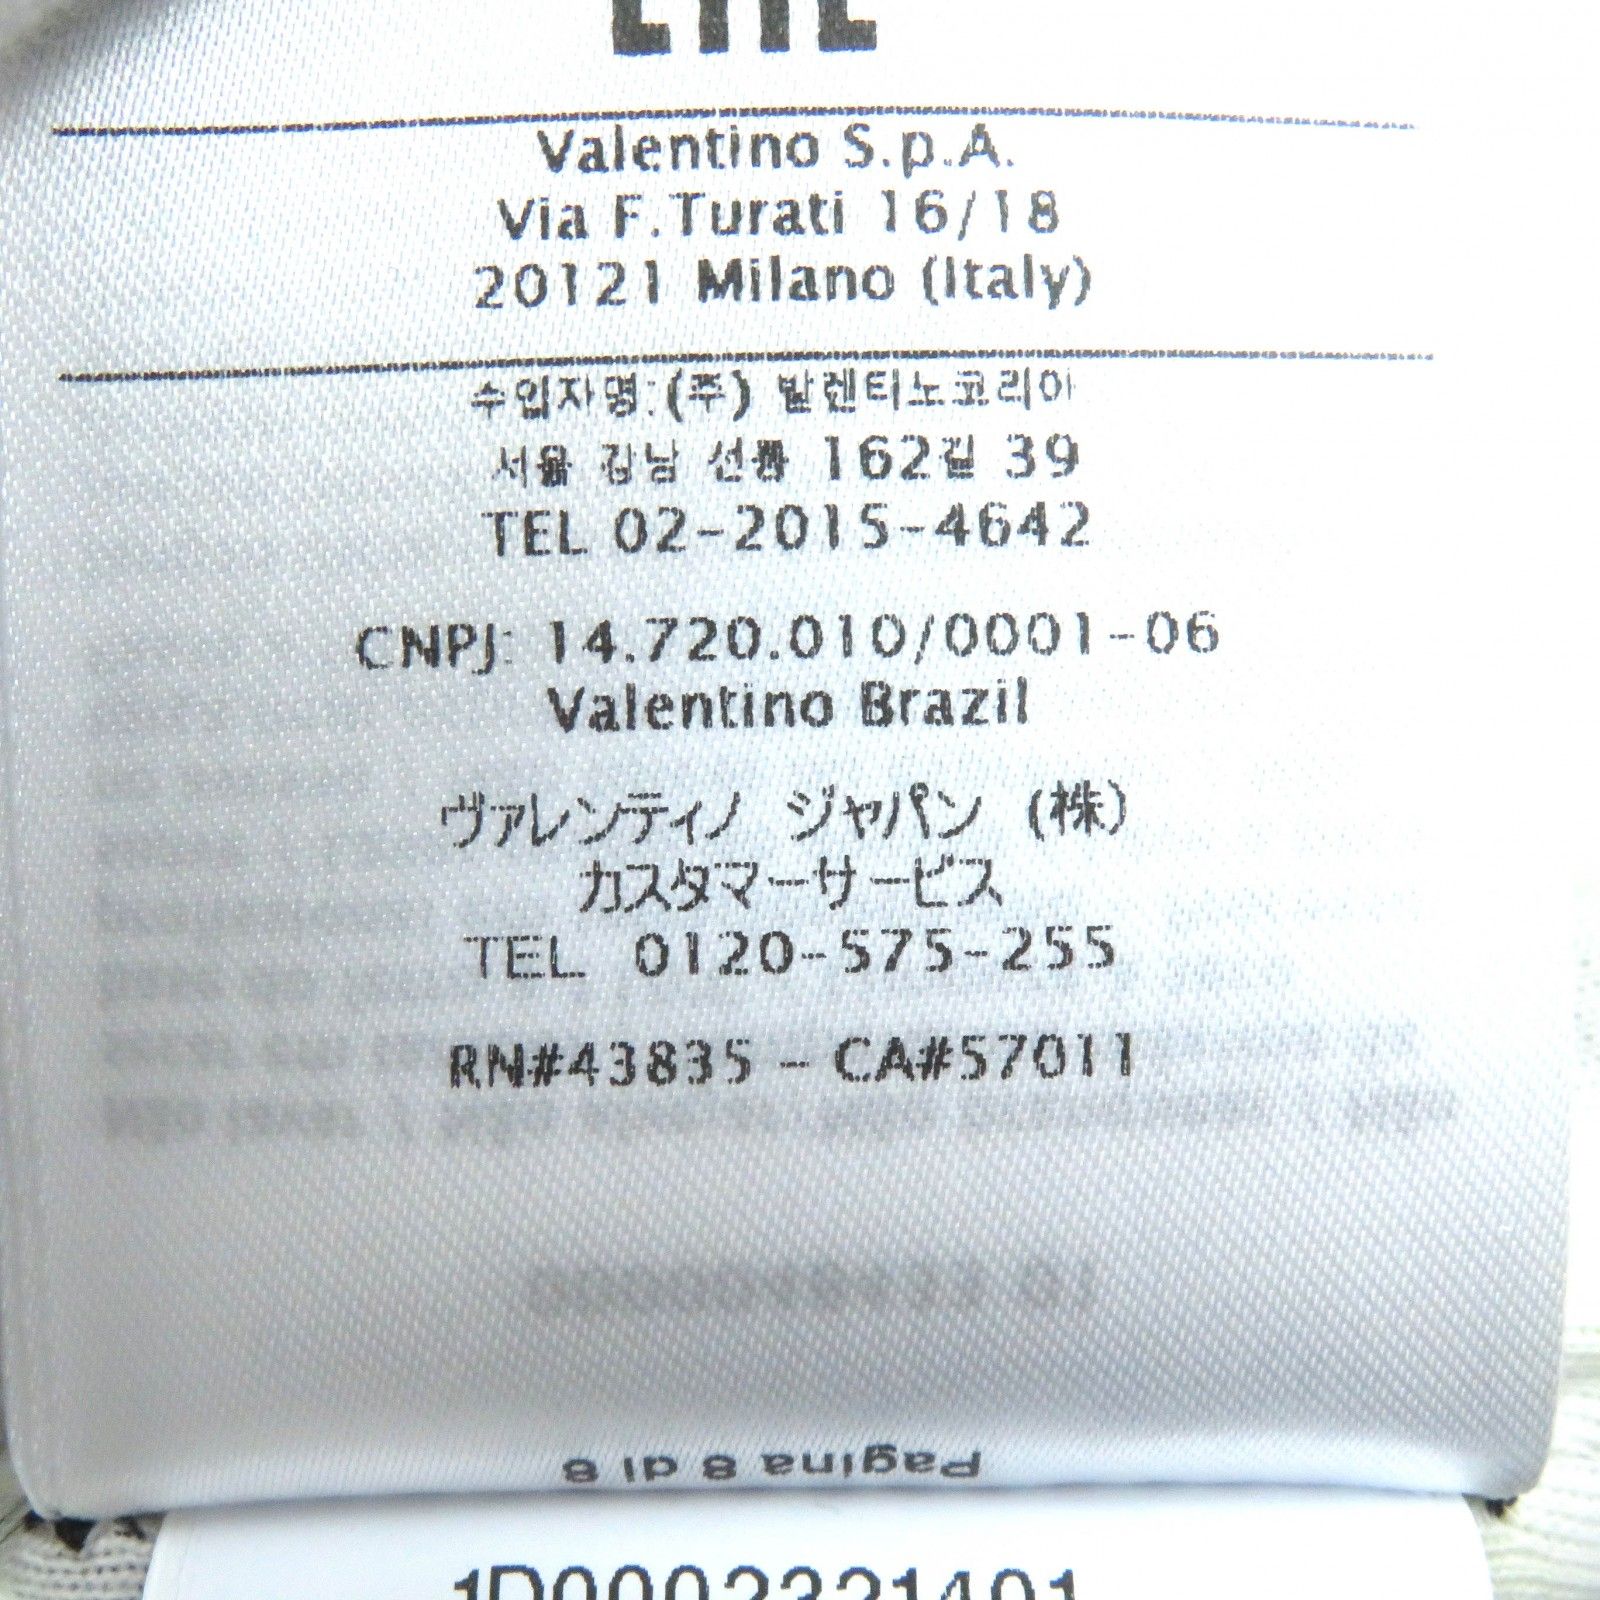 EAC
Valentino S.p.A.
Via F. Turati 16/18
20121 Milano (Italy)
수입자명: (주) 발렌티노코리아
서울 강남 선릉 162길 39
TEL 02-2015-4642
CNPJ: 14.720.010/0001-06
Valentino Brazil
ヴァレンティノ ジャパン (株)
カスタマーサービス
TEL 0120-575-255
RN#43835 - CA#57011
Pagina 8 di 8